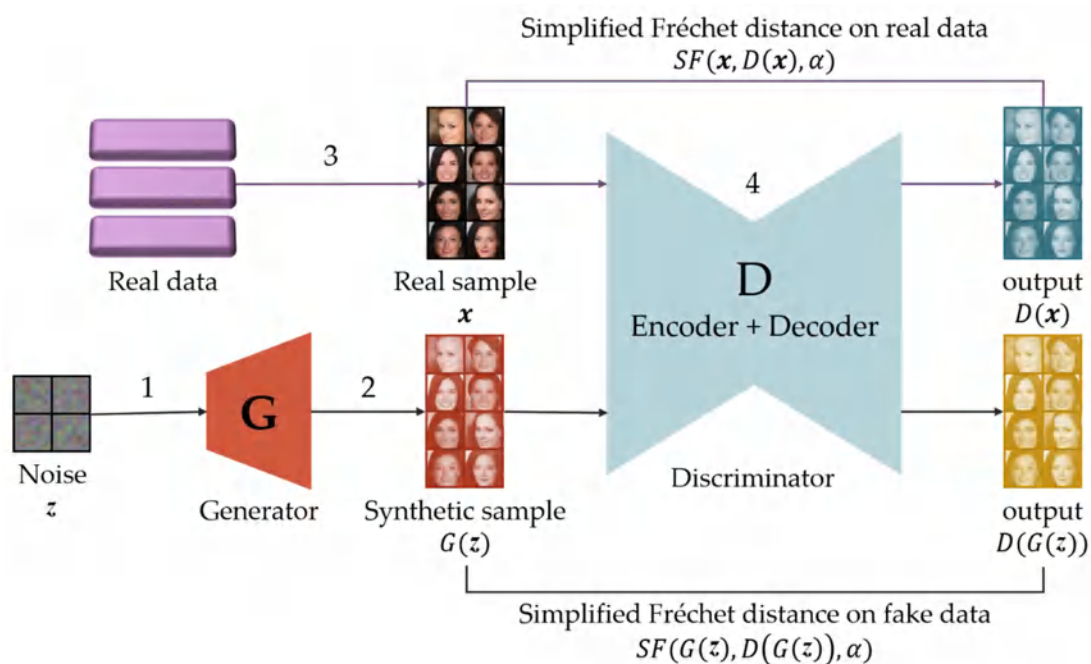 Simplified Fréchet distance on real data
SF(x, D(x), α)
3
4
Real data
Real sample
x
D
Encoder + Decoder
output
D(x)
1
2
G
Noise
z
Generator
Synthetic sample
G(z)
Discriminator
output
D(G(z))
Simplified Fréchet distance on fake data
SF(G(z), D(G(z)), α)